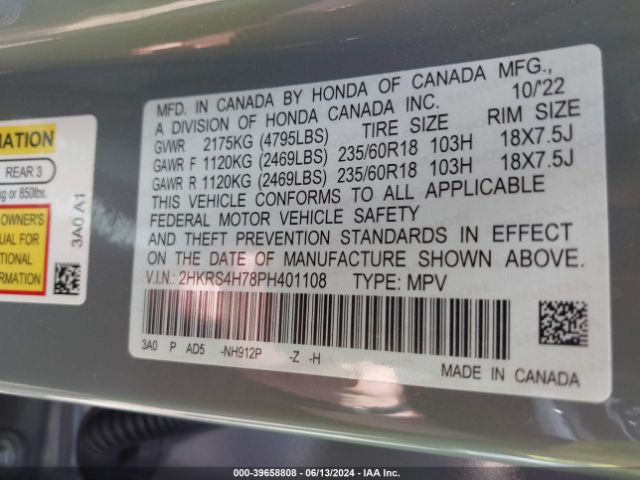 MATION
REAR 3
kg or 850lbs.
OWNER'S
UAL FOR
TIONAL
ORMATION
3A0 A1
MFD. IN CANADA BY HONDA OF CANADA MFG.,
A DIVISION OF HONDA CANADA INC. 10/'22
GVWR 2175KG (4795LBS) TIRE SIZE RIM SIZE
GAWR F 1120KG (2469LBS) 235/60R18 103H 18X7.5J
GAWR R 1120KG (2469LBS) 235/60R18 103H 18X7.5J
THIS VEHICLE CONFORMS TO ALL APPLICABLE
FEDERAL MOTOR VEHICLE SAFETY
AND THEFT PREVENTION STANDARDS IN EFFECT
ON THE DATE OF MANUFACTURE SHOWN ABOVE.
V.I.N.: 2HKRS4H78PH401108 TYPE: MPV
3A0 P AD5 -NH912P -Z -H
MADE IN CANADA
000-39658808 - 06/13/2024 - IAA Inc.